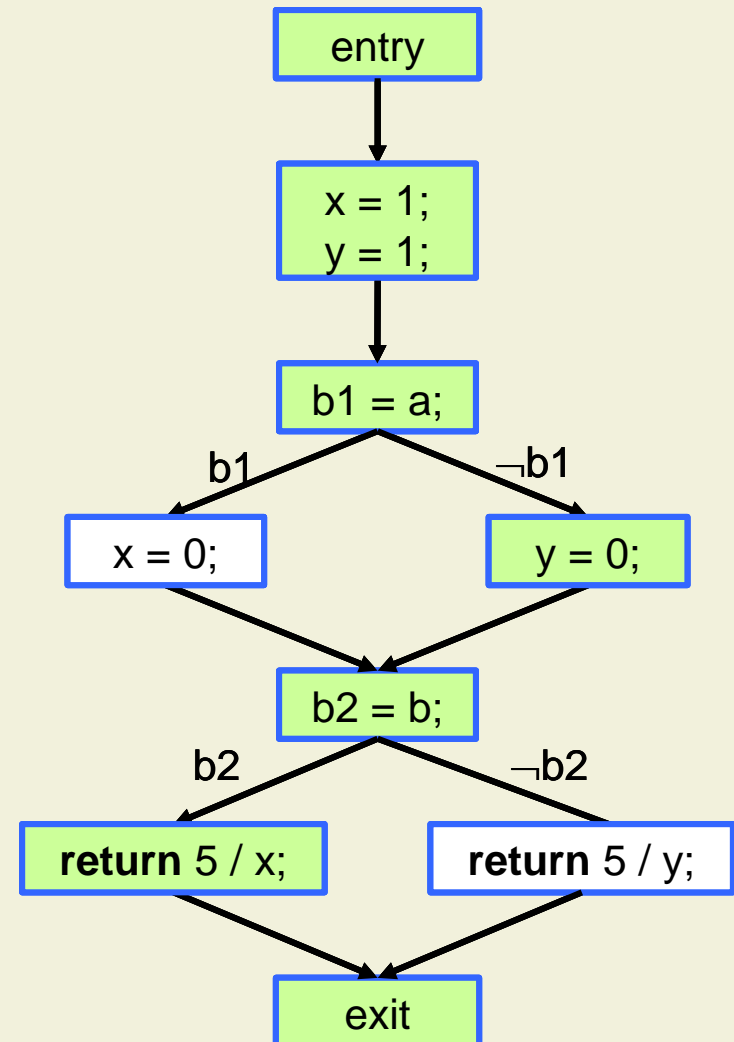 entry
x = 1;
y = 1;
b1 = a;
b1
¬b1
x = 0;
y = 0;
b2 = b;
b2
¬b2
return 5 / x;
return 5 / y;
exit